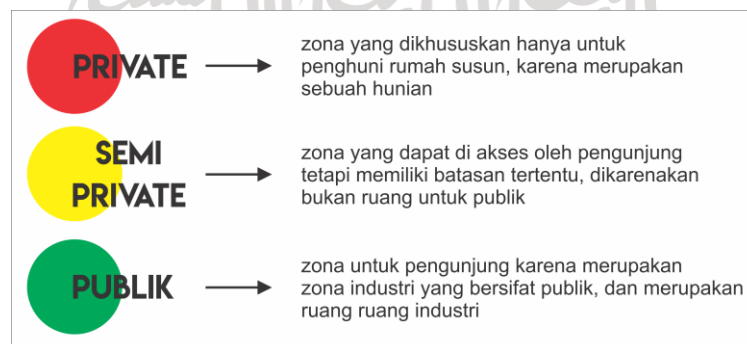 PRIVATE
zona yang dikhususkan hanya untuk
penghuni rumah susun, karena merupakan
sebuah hunian
SEMI
PRIVATE
zona yang dapat di akses oleh pengunjung
tetapi memiliki batasan tertentu, dikarenakan
bukan ruang untuk publik
PUBLIK
zona untuk pengunjung karena merupakan
zona industri yang bersifat publik, dan merupakan
ruang ruang industri